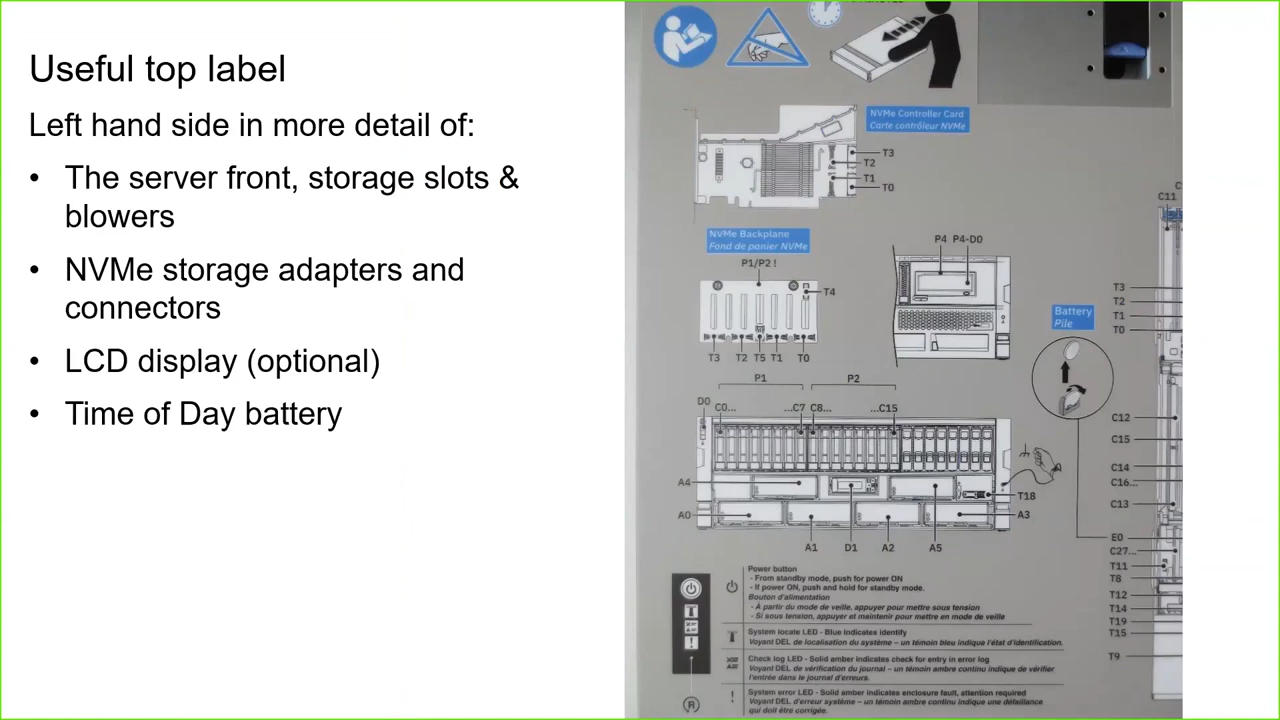 Useful top label
Left hand side in more detail of:
• The server front, storage slots &
blowers
• NVMe storage adapters and
connectors
• LCD display (optional)
• Time of Day battery
NVMe Controller Card
Carte contrôleur NVMe
T3
T2
T1
T0
NVMe Backplane
Fond de panier NVMe
P1/P2 !
T4
T3 T2 T5 T1 T0
P4 P4-D0
Battery
Pile
P1 P2
D0 C0... ...C7 C8... ...C15
A4
T18
A0
A3
A1 D1 A2 A5
C11
T3
T2
T1
T0
C12
C15
C14
C16...
C13
E0
C27...
T11
T8
T12
T14
T19
T15
T9
Power button
- From standby mode, push for power ON
- If power ON, push and hold for standby mode.
Bouton d'alimentation
- À partir du mode de veille, appuyer pour mettre sous tension
- Si sous tension, appuyer et maintenir pour mettre en mode de veille
System locate LED - Blue indicates identify
Voyant DEL de localisation du système – un témoin bleu indique l'état d'identification.
Check log LED - Solid amber indicates check for entry in error log
Voyant DEL de vérification du journal – un témoin ambre continu indique de vérifier
l'entrée dans le journal d'erreurs.
! System error LED - Solid amber indicates enclosure fault, attention required
Voyant DEL d'erreur système – un témoin ambre continu indique une défaillance
qui doit être corrigée.
R